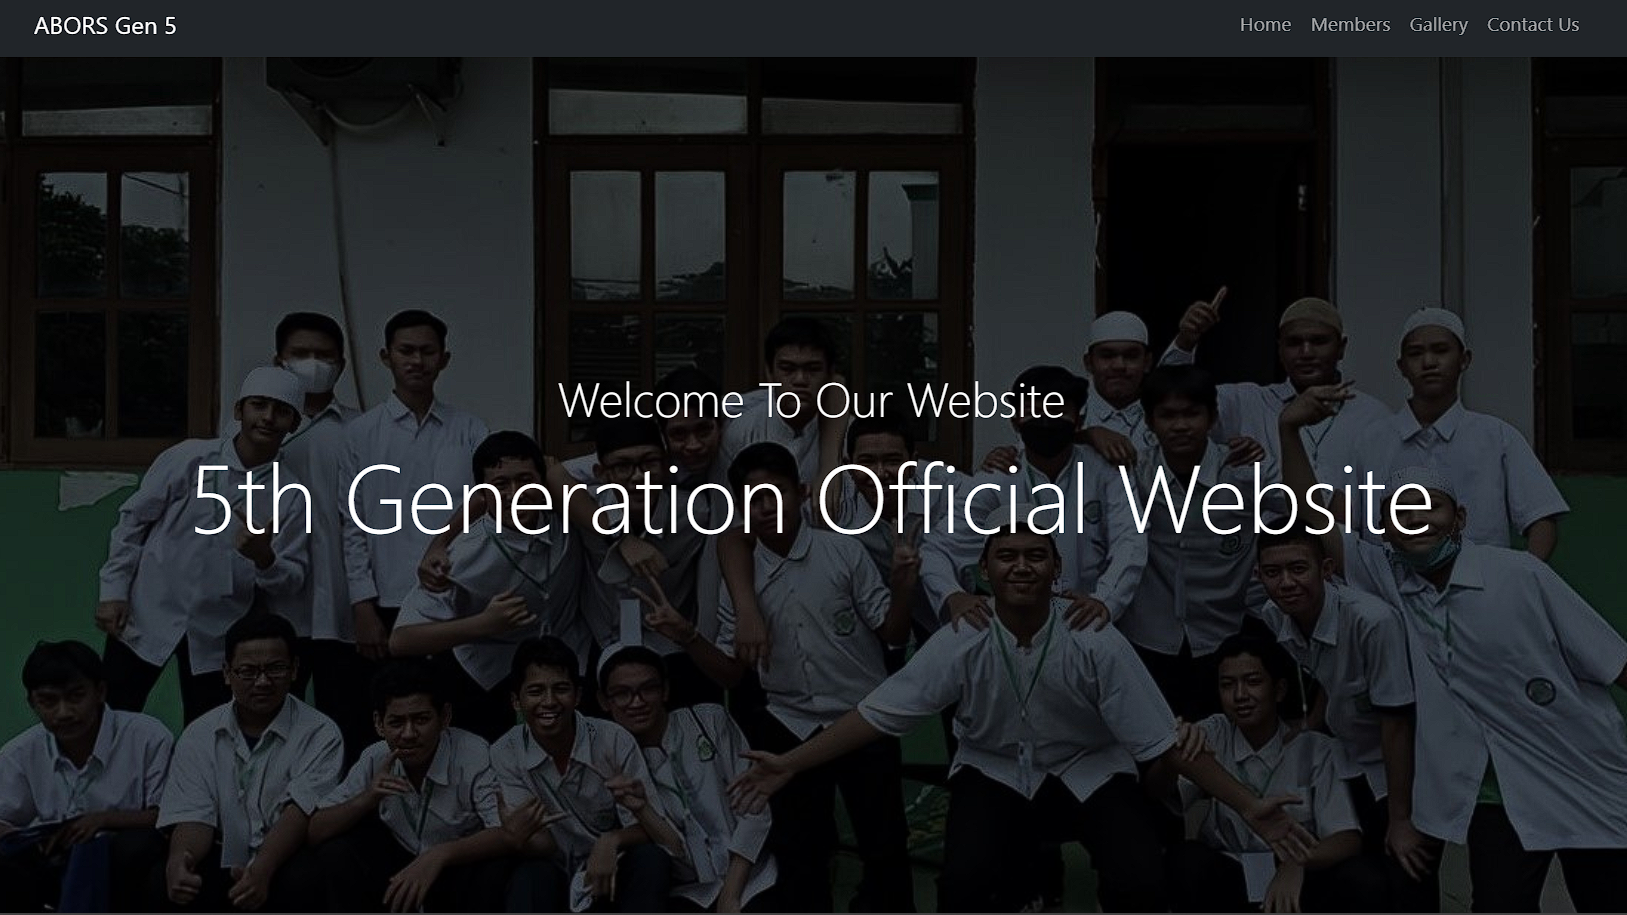 ABORS Gen 5
Home Members Gallery Contact Us
Welcome To Our Website
5th Generation Official Website